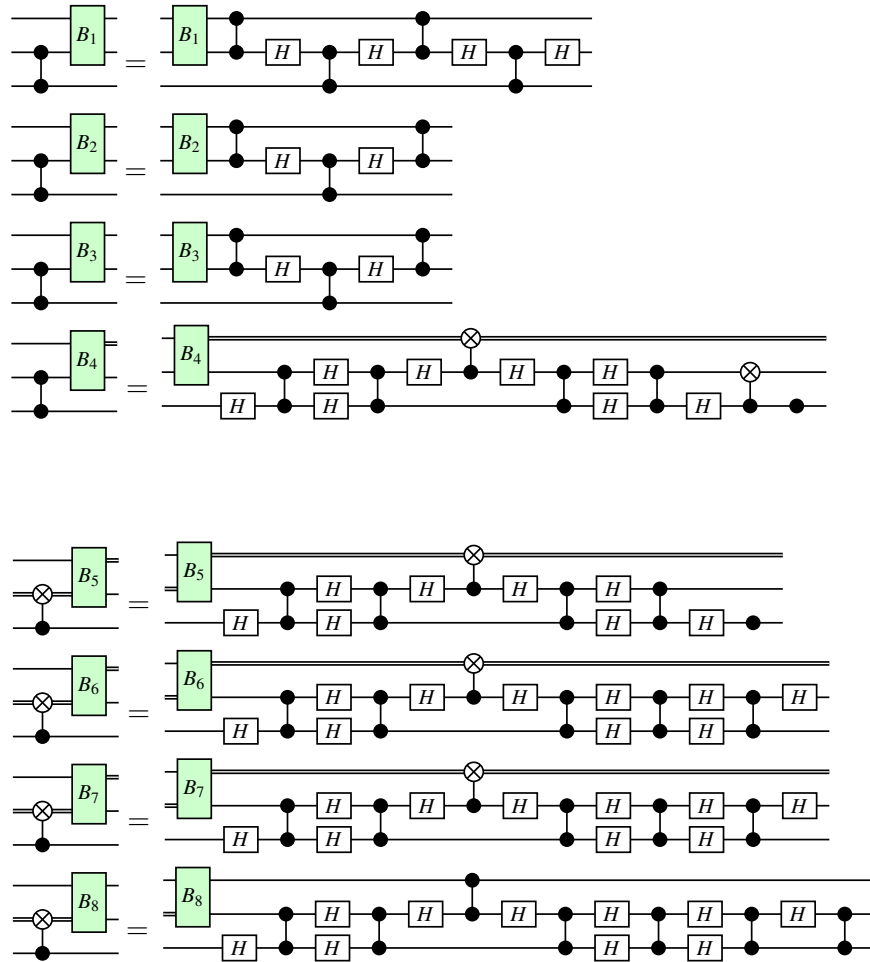 B₁ = B₁ H H H H
B₂ = B₂ H H
B₃ = B₃ H H
B₄ = B₄ H H H H
H H H H
B₅ = B₅ H H H H
H H H H
B₆ = B₆ H H H H H H
H H H H
B₇ = B₇ H H H H H H
H H H H
B₈ = B₈ H H H H H H
H H H H